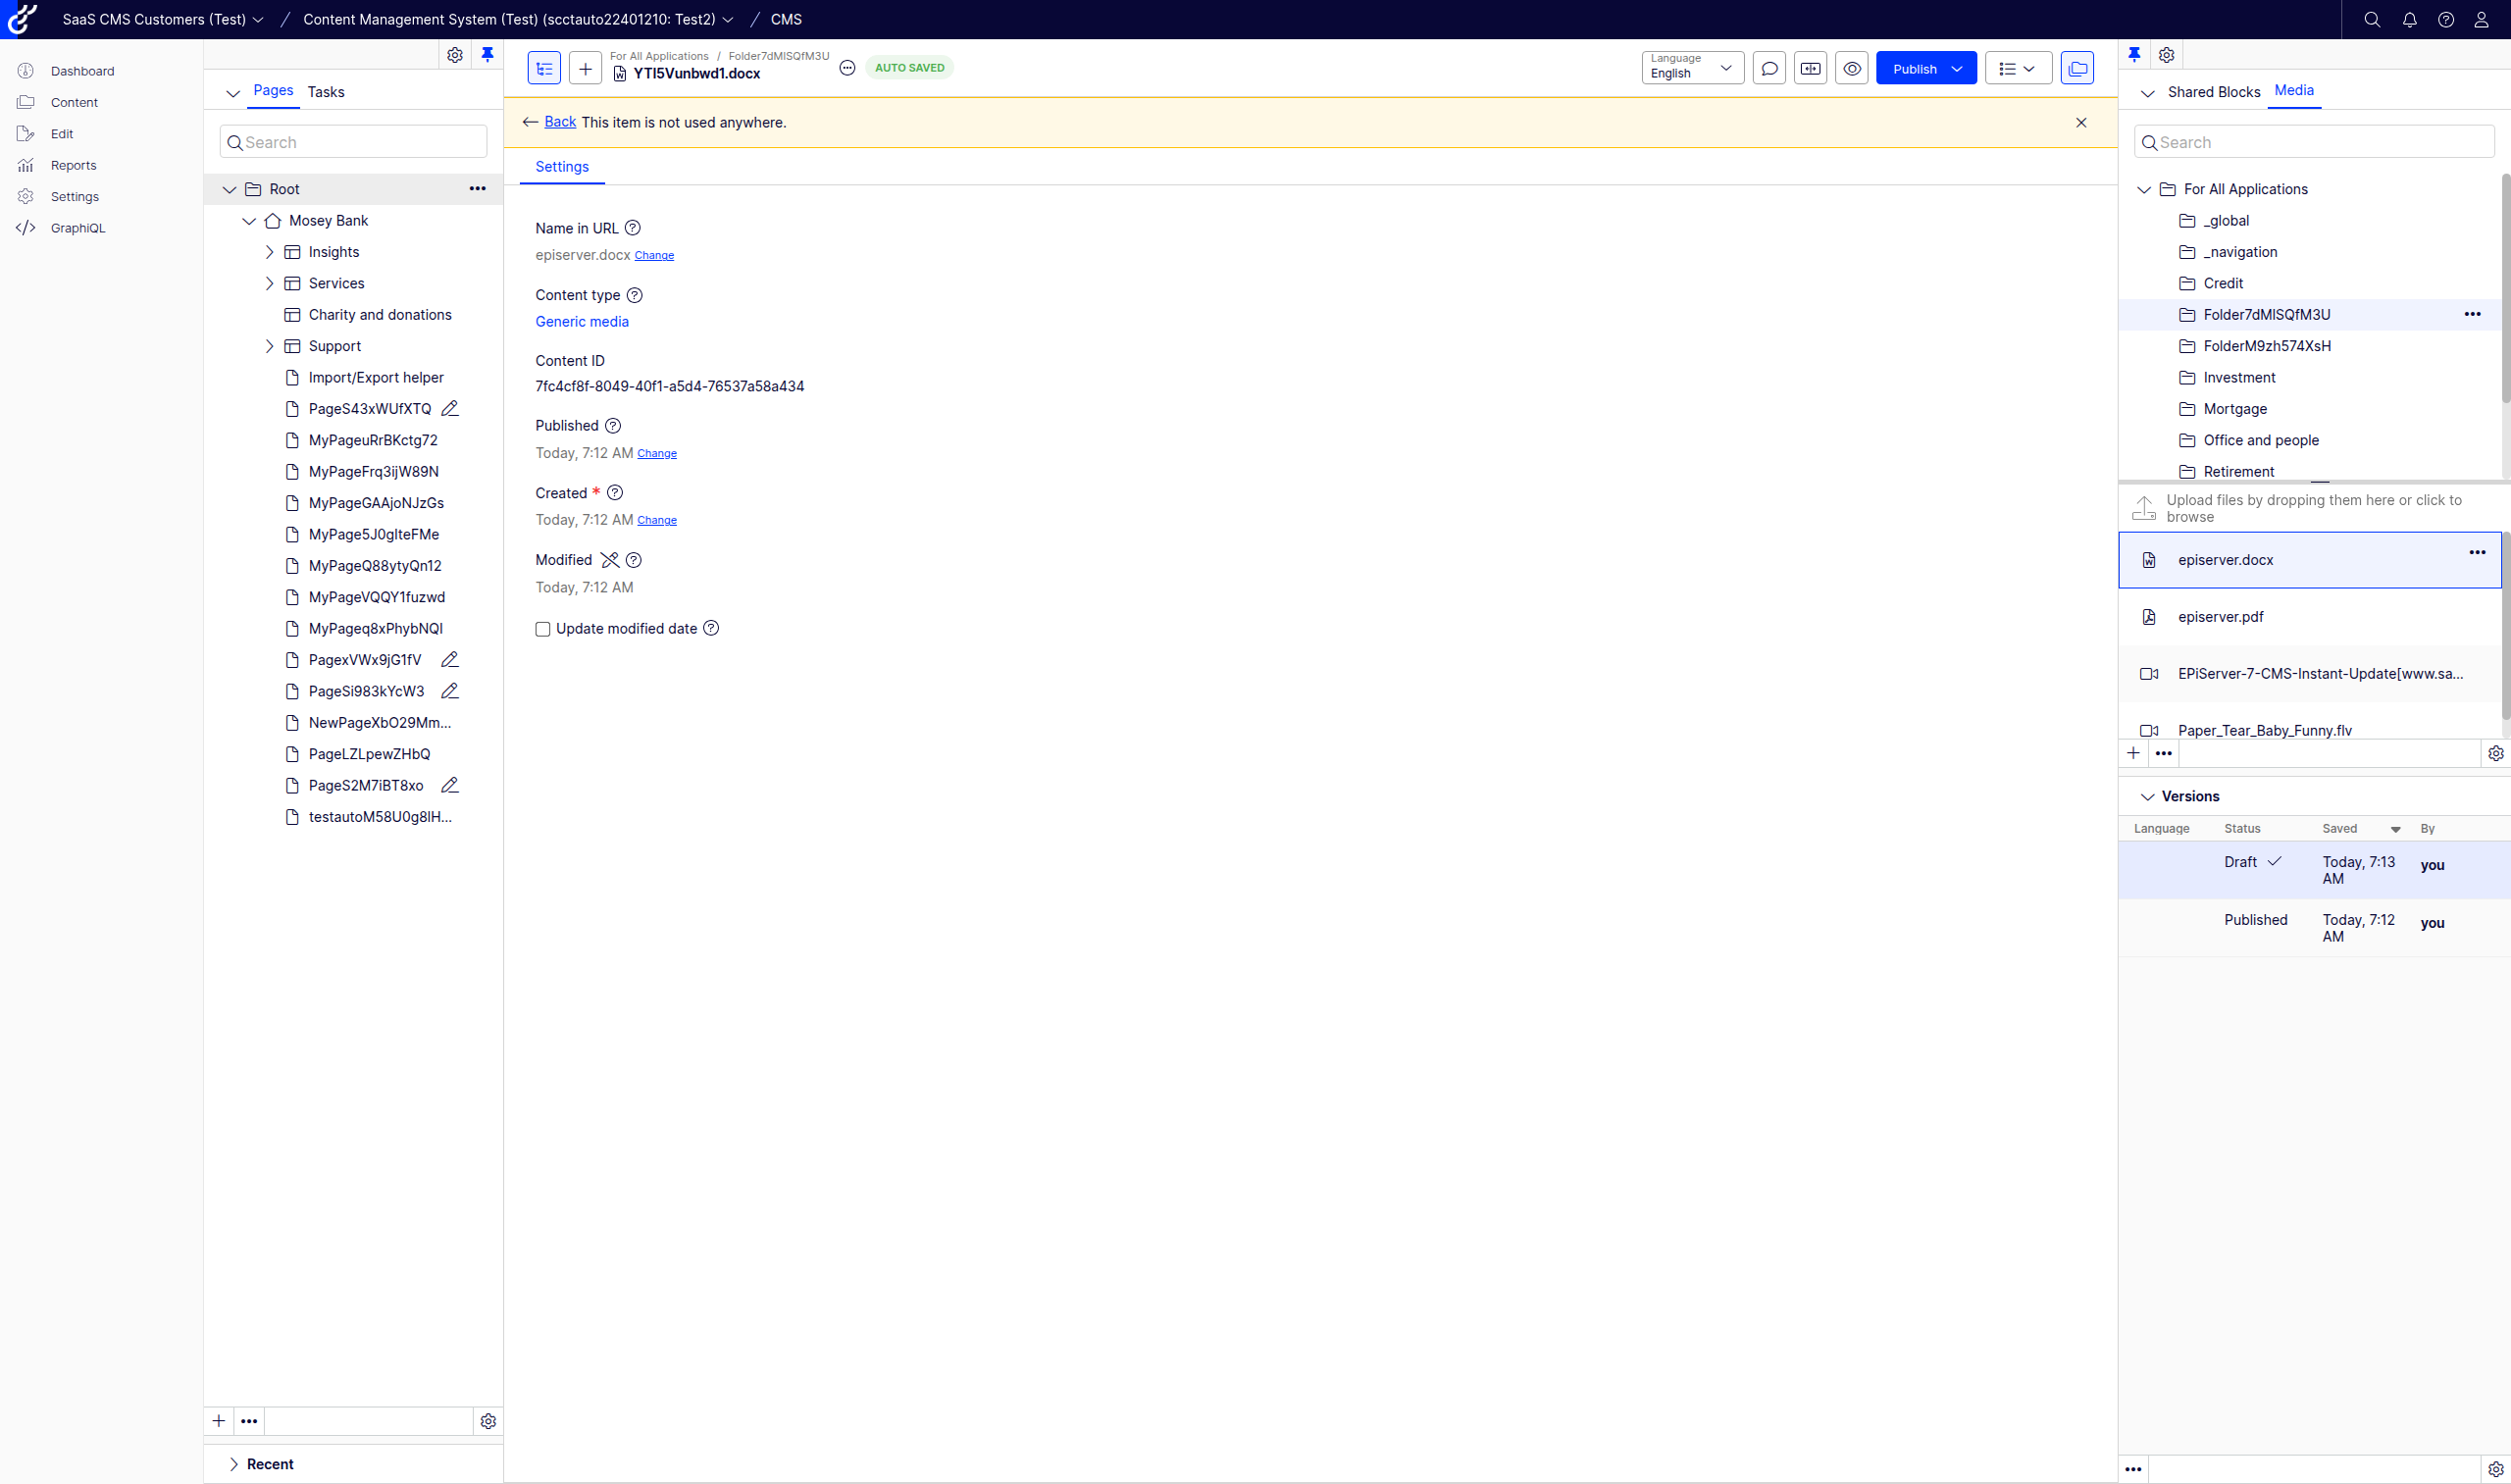 SaaS CMS Customers (Test) / Content Management System (Test) (scctauto22401210: Test2) / CMS
Dashboard
Content
Edit
Reports
Settings
GraphiQL
Pages Tasks
Search
Root
Mosey Bank
Insights
Services
Charity and donations
Support
Import/Export helper
PageS43xWUfXTQ
MyPageuRrBKctg72
MyPageFrq3ijW89N
MyPageGAAjoNJzGs
MyPage5J0glteFMe
MyPageQ88ytyQn12
MyPageVQQY1fuzwd
MyPageq8xPhybNQI
PagexVWx9jG1fV
PageSi983kYcW3
NewPageXbO29Mm...
PageLZLpewZHbQ
PageS2M7iBT8xo
testautoM58U0g8lH...
Recent
For All Applications / Folder7dMlSQfM3U
YTI5Vunbwd1.docx
AUTO SAVED
Language
English
Publish
Back This item is not used anywhere.
Settings
Name in URL
episerver.docx Change
Content type
Generic media
Content ID
7fc4cf8f-8049-40f1-a5d4-76537a58a434
Published
Today, 7:12 AM Change
Created *
Today, 7:12 AM Change
Modified
Today, 7:12 AM
Update modified date
Shared Blocks Media
Search
For All Applications
_global
_navigation
Credit
Folder7dMlSQfM3U
FolderM9zh574XsH
Investment
Mortgage
Office and people
Retirement
Upload files by dropping them here or click to
browse
episerver.docx
episerver.pdf
EPiServer-7-CMS-Instant-Update[www.sa...
Paper_Tear_Baby_Funny.flv
Versions
Language Status Saved By
Draft Today, 7:13 AM you
Published Today, 7:12 AM you